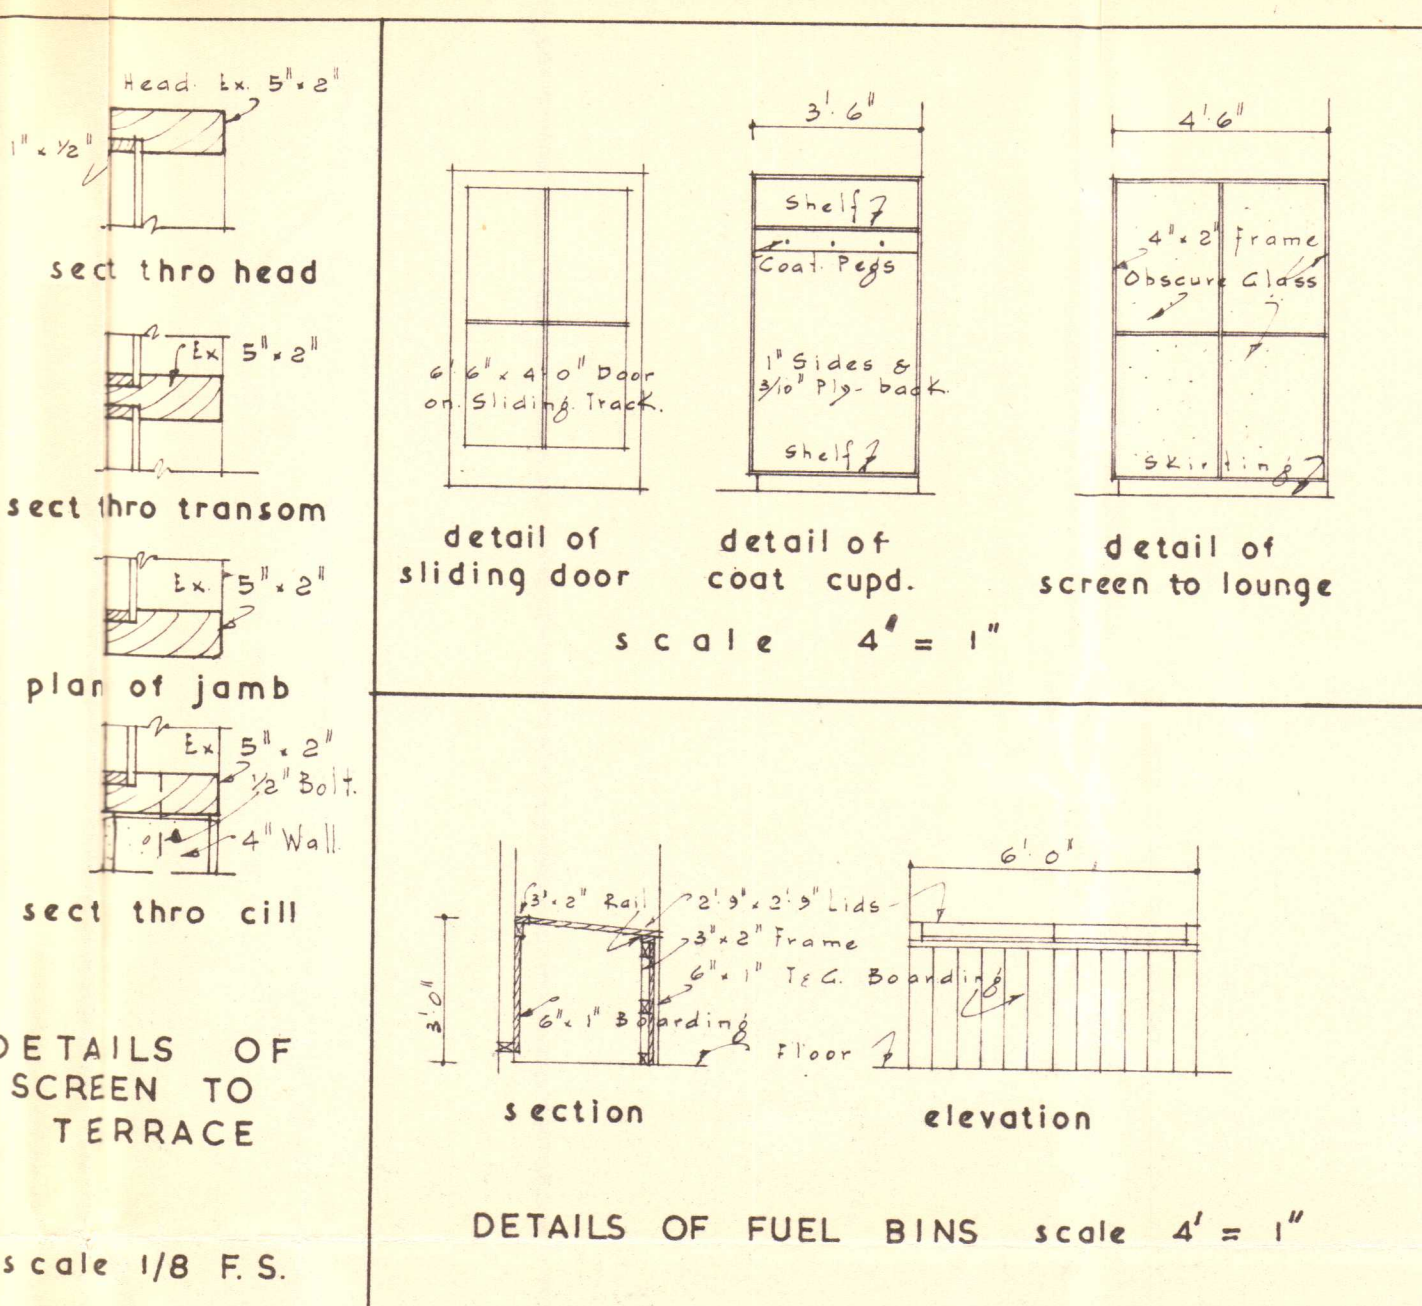 Head Ex. 5" x 2"
1" x 1/2"
sect thro head
Ex 5" x 2"
sect thro transom
Ex. 5" x 2"
plan of jamb
Ex 5" x 2"
1/2" Bolt.
4" Wall
sect thro cill
DETAILS OF
SCREEN TO
TERRACE
scale 1/8 F.S.
6'6" x 4'0" Door
on Sliding Track.
detail of
sliding door
3'.6"
Shelf
Coat Pegs
1" Sides &
3/10" Ply-back
Shelf
detail of
coat cupd.
4'.6"
4" x 2" Frame
Obscure Glass
Skirting
detail of
screen to lounge
scale 4' = 1"
3" x 2" Rail
2'.9" x 2'.9" Lids
3" x 2" Frame
6" x 1" T&G. Boarding
6" x 1" Boarding
3'.0"
Floor
section
6'.0"
elevation
DETAILS OF FUEL BINS scale 4' = 1"